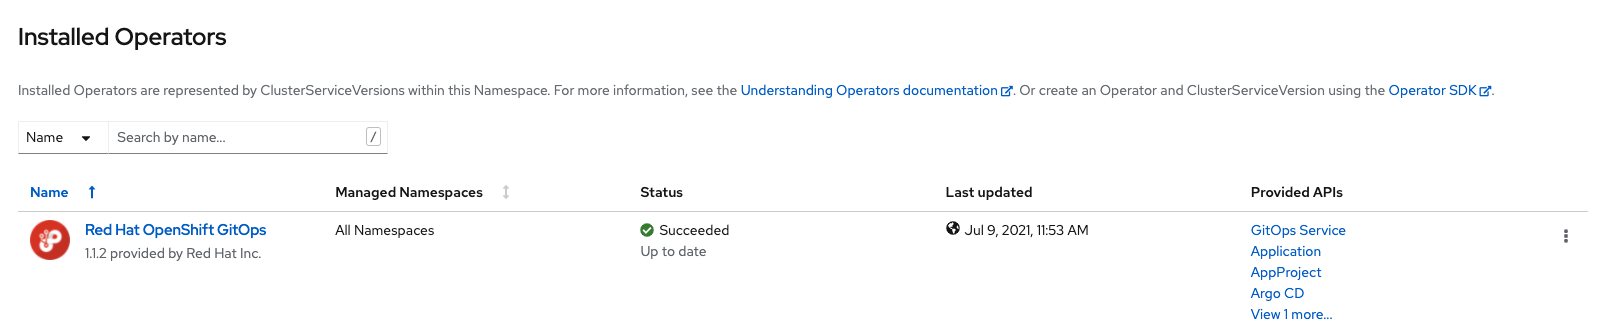 Installed Operators
Installed Operators are represented by ClusterServiceVersions within this Namespace. For more information, see the Understanding Operators documentation. Or create an Operator and ClusterServiceVersion using the Operator SDK.
Name Search by name... /
Name Managed Namespaces Status Last updated Provided APIs
Red Hat OpenShift GitOps All Namespaces Succeeded Jul 9, 2021, 11:53 AM GitOps Service
1.1.2 provided by Red Hat Inc. Up to date Application
AppProject
Argo CD
View 1 more...